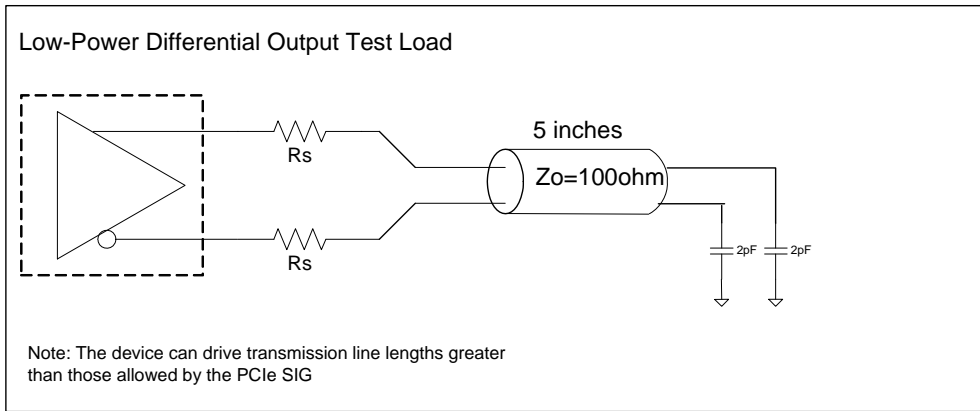 Low-Power Differential Output Test Load
Rs
5 inches
Zo=100ohm
Rs
2pF
2pF
Note: The device can drive transmission line lengths greater
than those allowed by the PCIe SIG